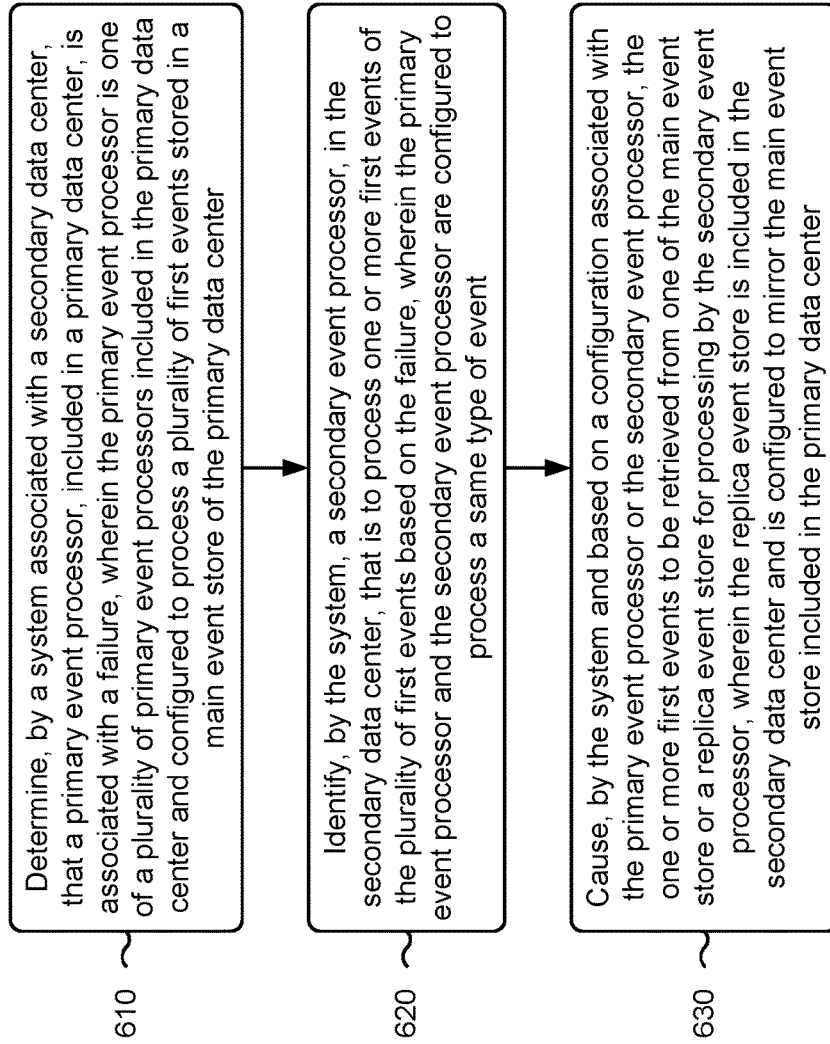 610
Determine, by a system associated with a secondary data center,
that a primary event processor, included in a primary data center, is
associated with a failure, wherein the primary event processor is one
of a plurality of primary event processors included in the primary data
center and configured to process a plurality of first events stored in a
main event store of the primary data center
620
Identify, by the system, a secondary event processor, in the
secondary data center, that is to process one or more first events of
the plurality of first events based on the failure, wherein the primary
event processor and the secondary event processor are configured to
process a same type of event
630
Cause, by the system and based on a configuration associated with
the primary event processor or the secondary event processor, the
one or more first events to be retrieved from one of the main event
store or a replica event store for processing by the secondary event
processor, wherein the replica event store is included in the
secondary data center and is configured to mirror the main event
store included in the primary data center